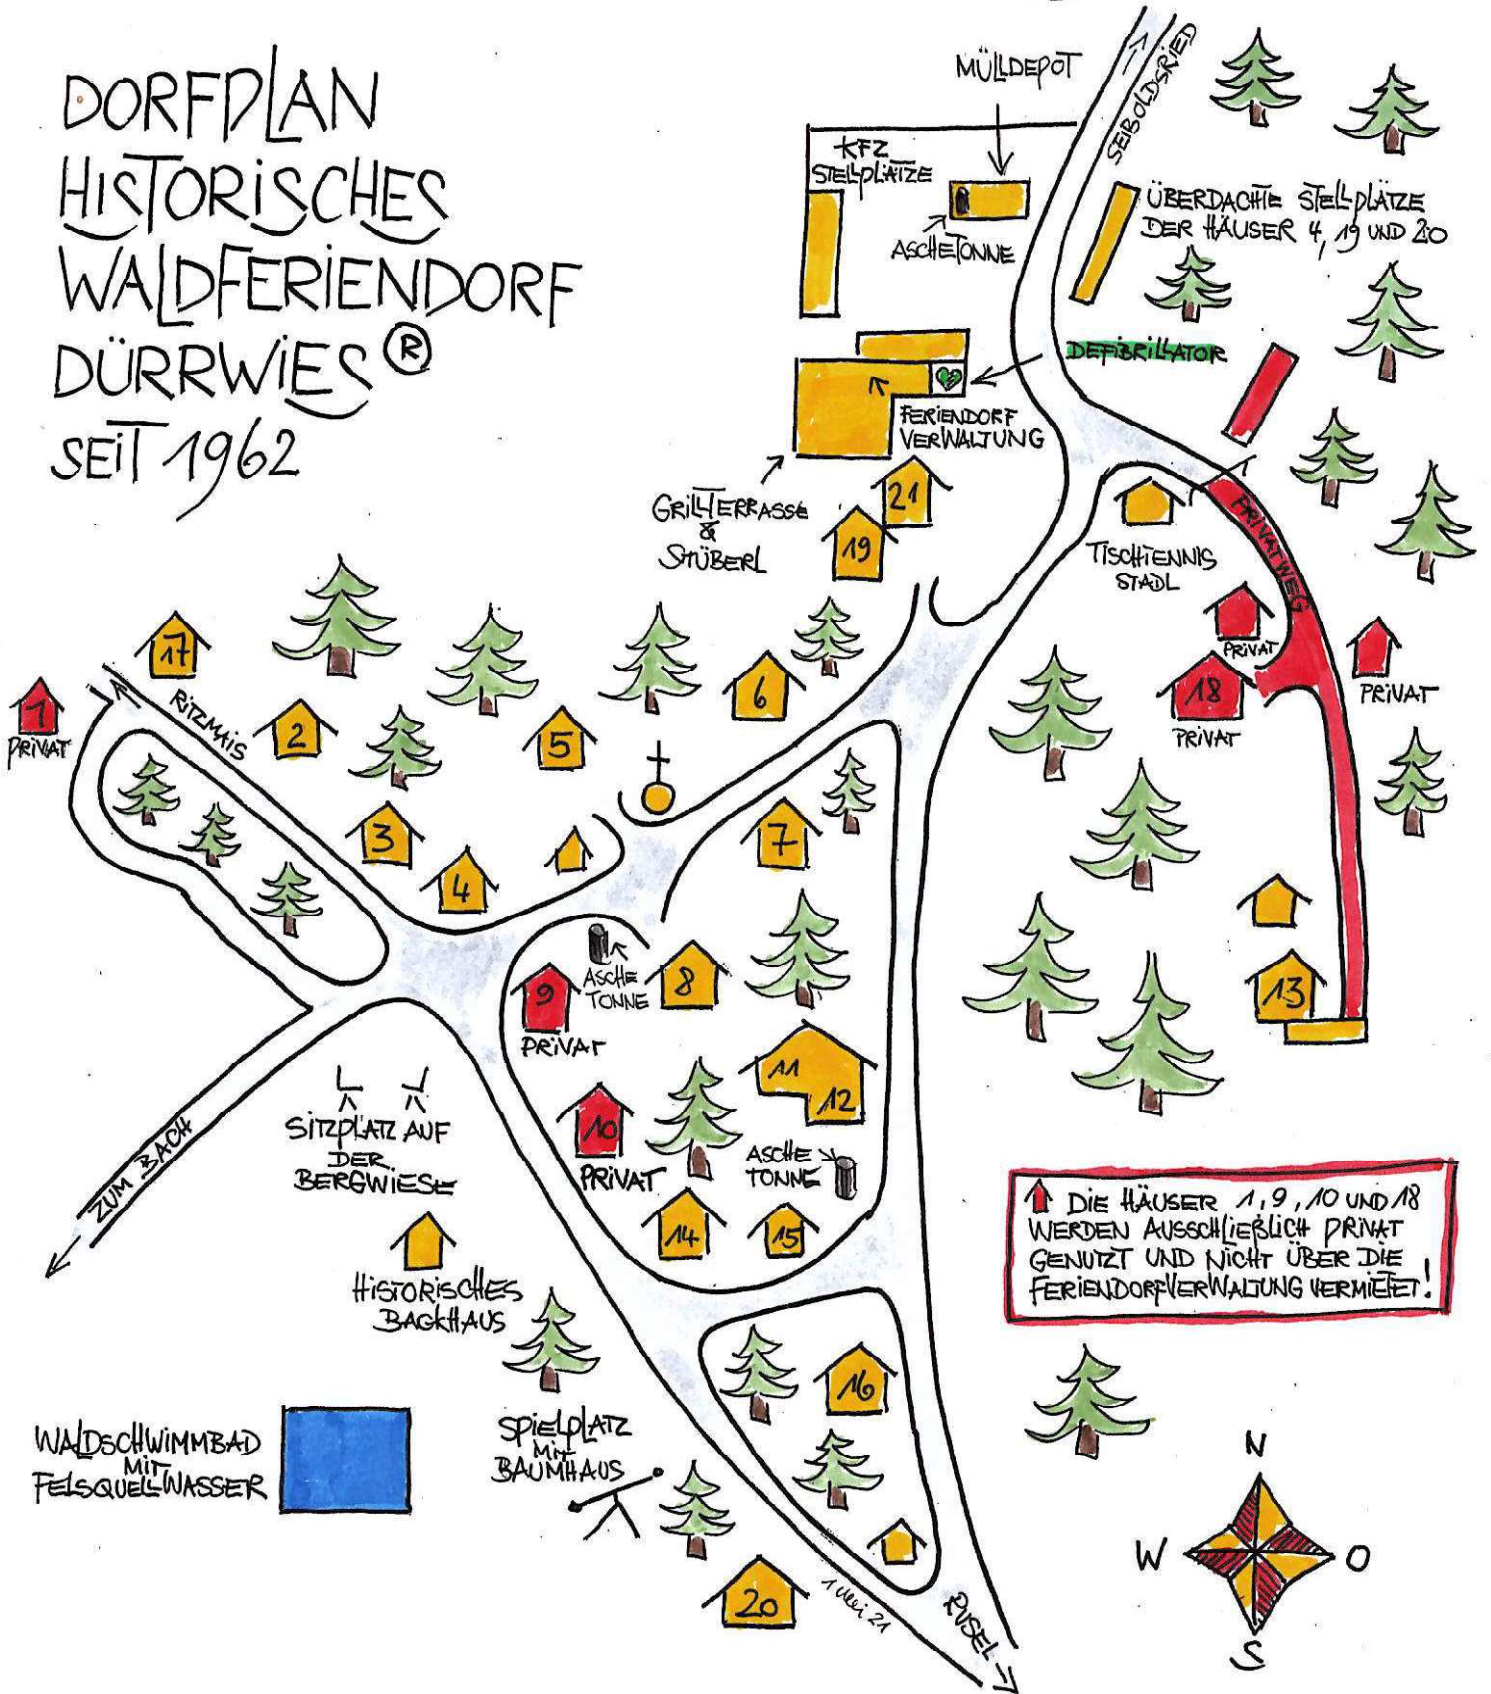 DORFPLAN
HISTORISCHES
WALDFERIENDORF
DÜRRWIES ®
SEIT 1962
MÜLLDEPOT
SEIBOLDSRIED
KFZ
STELLPLÄTZE
ASCHETONNE
ÜBERDACHTE STELLPLÄTZE
DER HÄUSER 4, 19 UND 20
DEFIBRILLATOR
FERIENDORF
VERWALTUNG
GRILLTERRASSE
&
STÜBERL
21
19
TISCHTENNIS
STADL
PRIVATWEG
PRIVAT
18
PRIVAT
PRIVAT
17
1
PRIVAT
RITZMAIS
2
5
6
3
4
7
ASCHE
TONNE
8
9
PRIVAT
13
11
12
10
PRIVAT
ASCHE
TONNE
14
15
SITZPLATZ AUF
DER
BERGWIESE
ZUM BACH
HISTORISCHES
BACKHAUS
DIE HÄUSER 1, 9, 10 UND 18
WERDEN AUSSCHLIEßLICH PRIVAT
GENUTZT UND NICHT ÜBER DIE
FERIENDORFVERWALTUNG VERMIETET!
16
WALDSCHWIMMBAD
MIT
FELSQUELLWASSER
SPIELPLATZ
MIT
BAUMHAUS
20
1 Mai 21
RUSEL
N
W
O
S